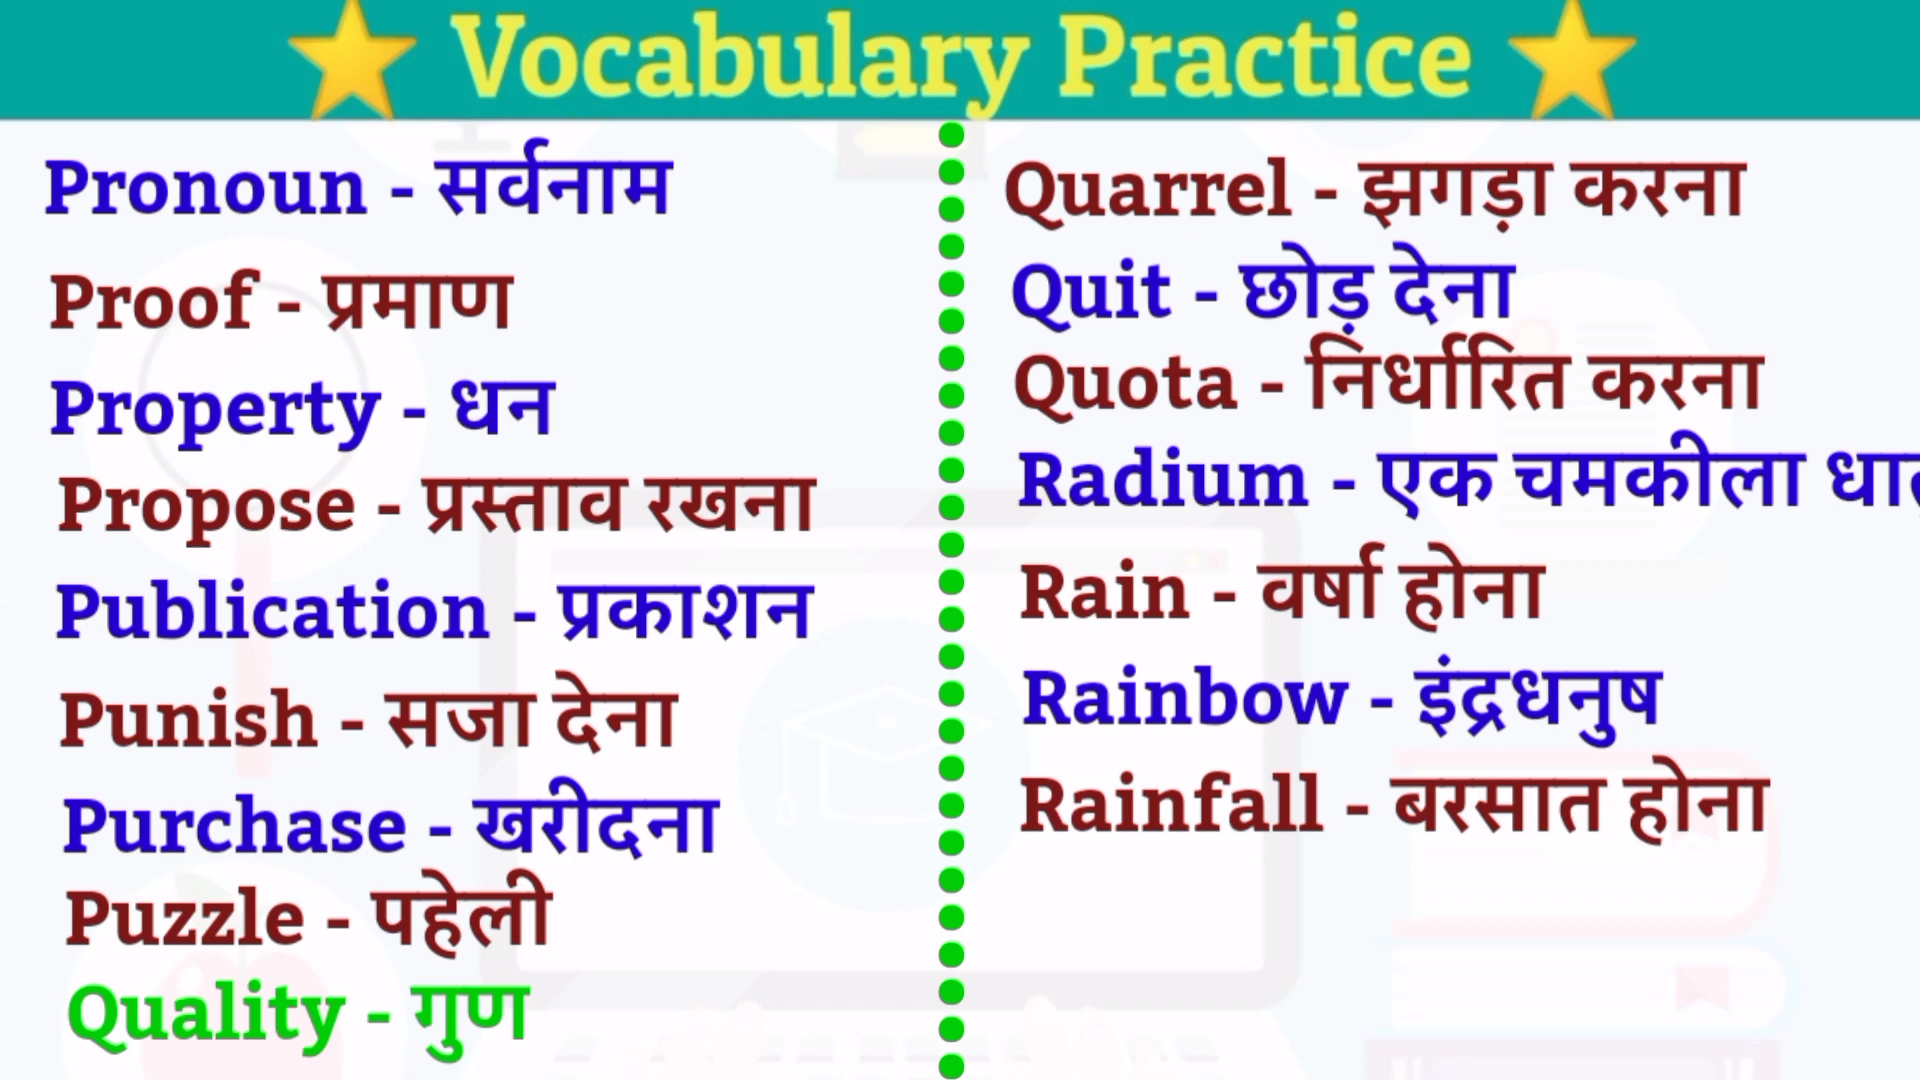 Vocabulary Practice
Pronoun - सर्वनाम
Proof - प्रमाण
Property - धन
Propose - प्रस्ताव रखना
Publication - प्रकाशन
Punish - सजा देना
Purchase - खरीदना
Puzzle - पहेली
Quality - गुण
Quarrel - झगड़ा करना
Quit - छोड़ देना
Quota - निर्धारित करना
Radium - एक चमकीला
Rain - वर्षा होना
Rainbow - इंद्रधनुष
Rainfall - बरसात होना